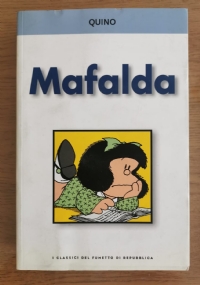 QUINO
Mafalda
I CLASSICI DEL FUMETTO DI REPUBBLICA